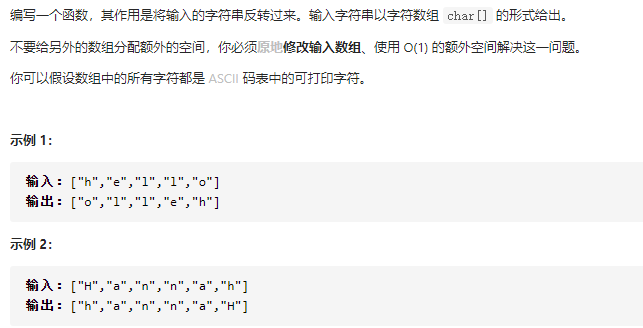 编写一个函数，其作用是将输入的字符串反转过来。输入字符串以字符数组 char[] 的形式给出。
不要给另外的数组分配额外的空间，你必须原地修改输入数组、使用 O(1) 的额外空间解决这一问题。
你可以假设数组中的所有字符都是 ASCII 码表中的可打印字符。
示例 1：
输入：["h","e","l","l","o"]
输出：["o","l","l","e","h"]
示例 2：
输入：["H","a","n","n","a","h"]
输出：["h","a","n","n","a","H"]